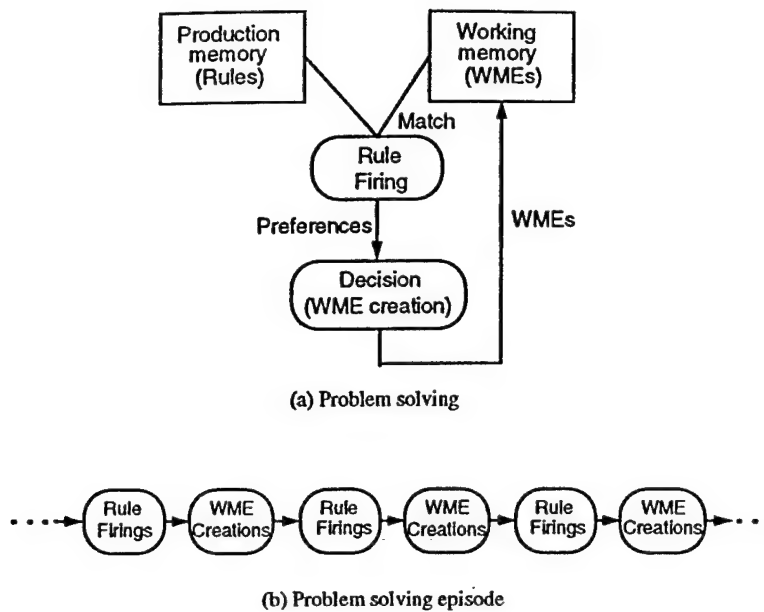 Production
memory
(Rules)
Working
memory
(WMEs)
Match
Rule
Firing
Preferences
WMEs
Decision
(WME creation)
(a) Problem solving
Rule
Firings
WME
Creations
Rule
Firings
WME
Creations
Rule
Firings
WME
Creations
(b) Problem solving episode